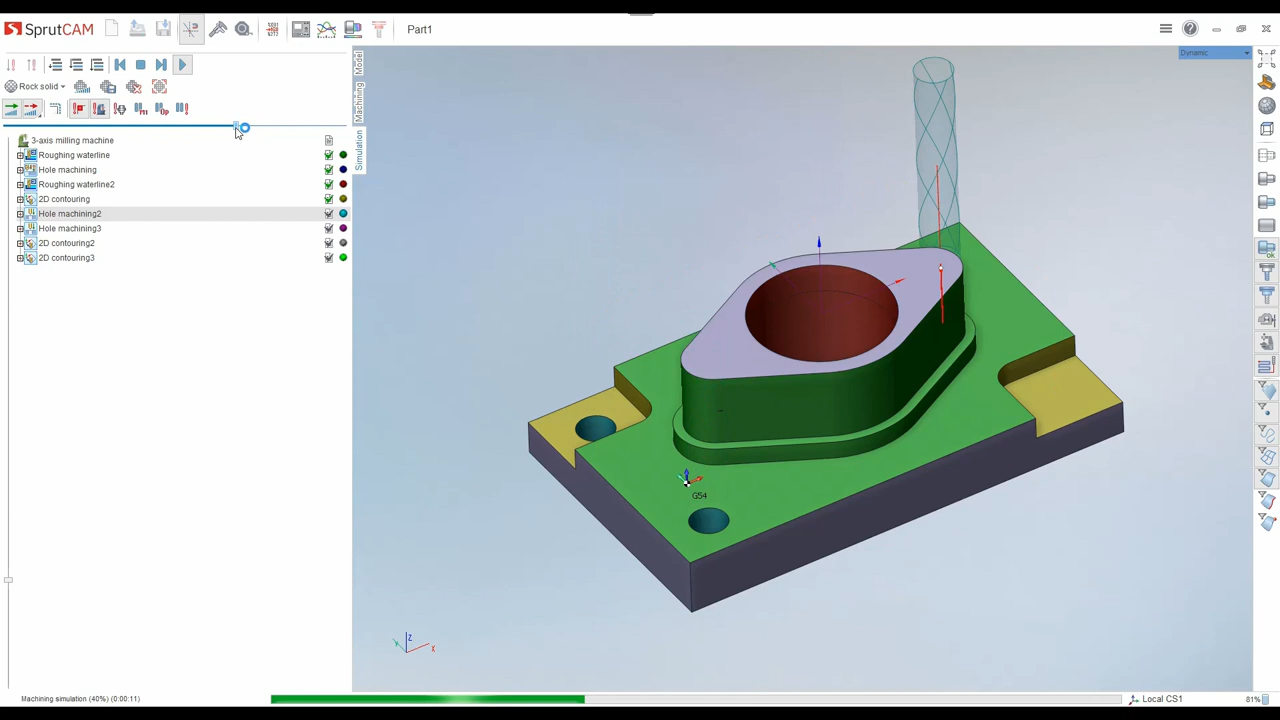 SprutCAM
Part1
Dynamic
Rock solid
Model
Machining
Simulation
3-axis milling machine
Roughing waterline
Hole machining
Roughing waterline2
2D contouring
Hole machining2
Hole machining3
2D contouring2
2D contouring3
G54
Z
X
Y
Machining simulation (40%) (0:00:11)
Local CS1
81%